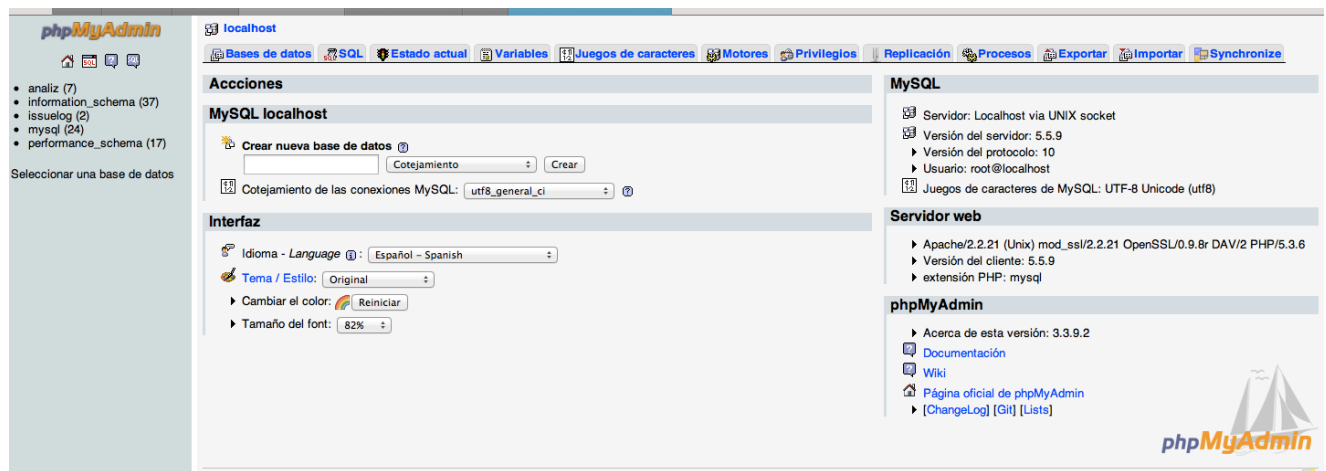 phpMyAdmin
analiz (7)
information_schema (37)
issuelog (2)
mysql (24)
performance_schema (17)
Seleccionar una base de datos
localhost
Bases de datos SQL Estado actual Variables Juegos de caracteres Motores Privilegios Replicación Procesos Exportar Importar Synchronize
Accciones
MySQL localhost
Crear nueva base de datos
Cotejamiento Crear
Cotejamiento de las conexiones MySQL: utf8_general_ci
Interfaz
Idioma - Language : Español - Spanish
Tema / Estilo: Original
Cambiar el color: Reiniciar
Tamaño del font: 82%
MySQL
Servidor: Localhost via UNIX socket
Versión del servidor: 5.5.9
Versión del protocolo: 10
Usuario: root@localhost
Juegos de caracteres de MySQL: UTF-8 Unicode (utf8)
Servidor web
Apache/2.2.21 (Unix) mod_ssl/2.2.21 OpenSSL/0.9.8r DAV/2 PHP/5.3.6
Versión del cliente: 5.5.9
extensión PHP: mysql
phpMyAdmin
Acerca de esta versión: 3.3.9.2
Documentación
Wiki
Página oficial de phpMyAdmin
[ChangeLog] [Git] [Lists]
phpMyAdmin